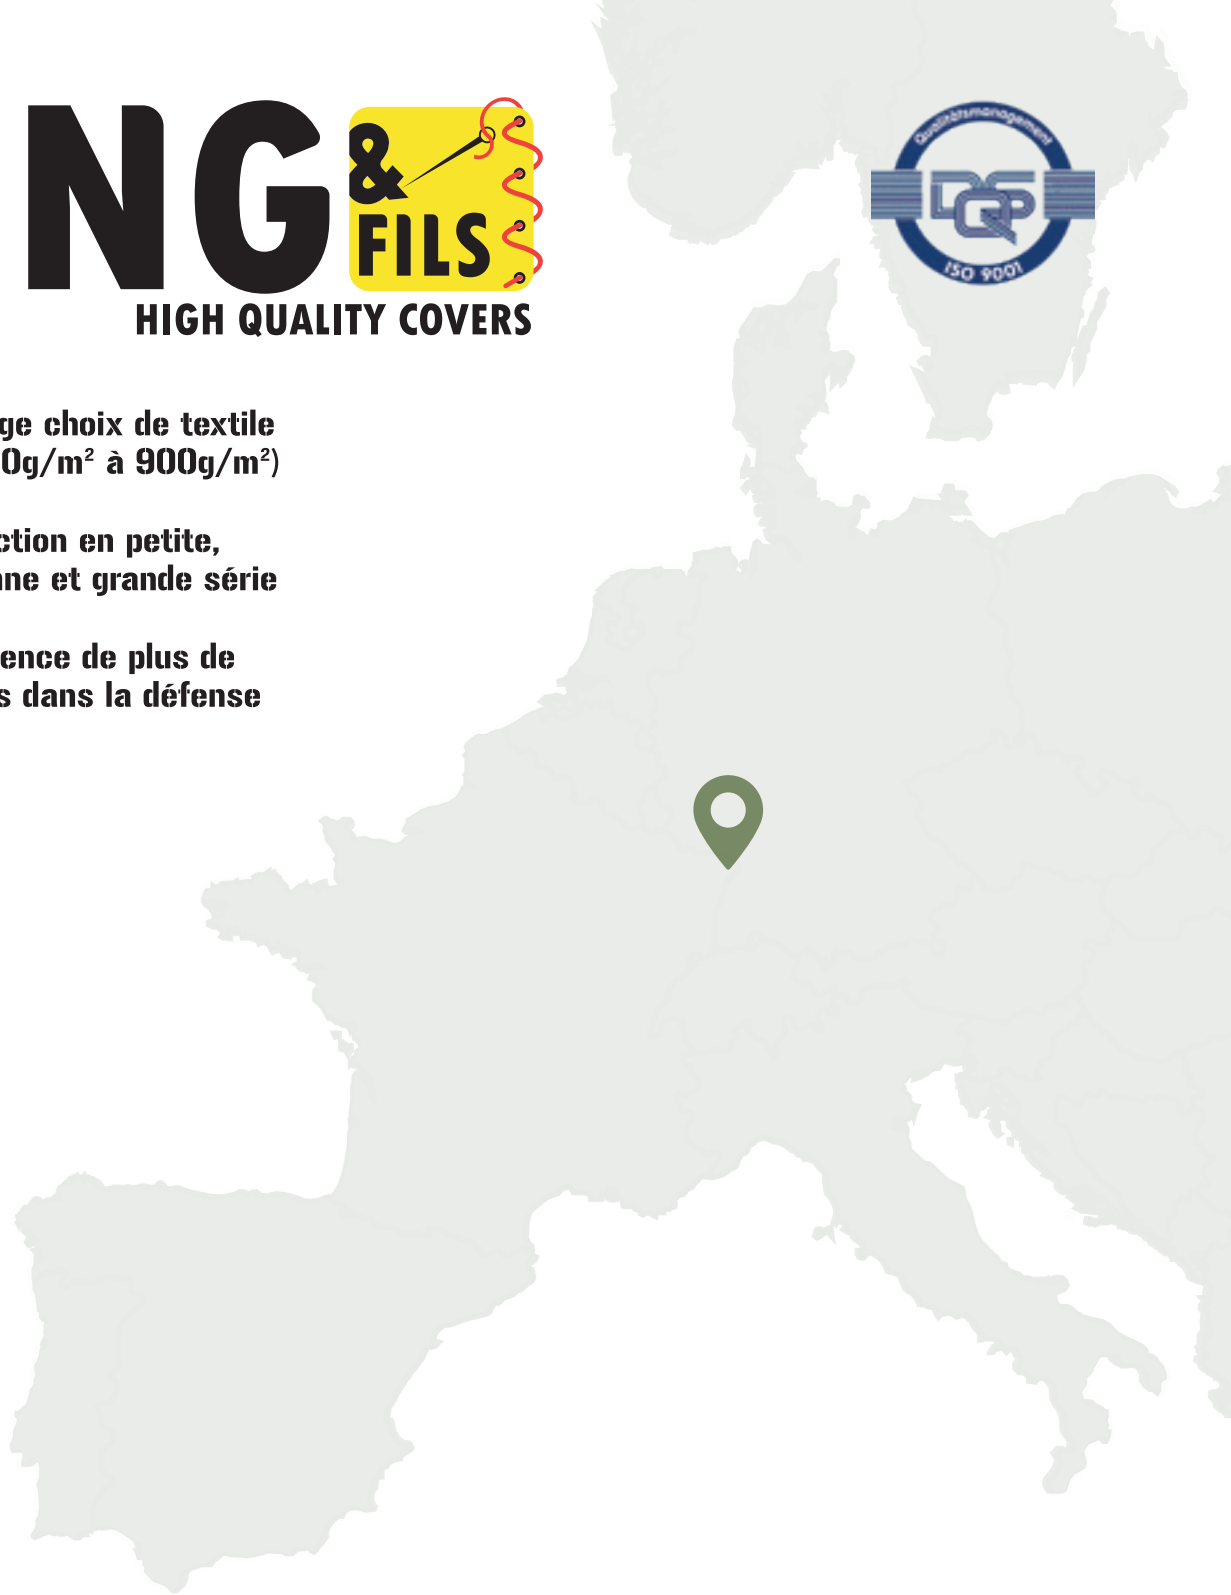 NG
&
FILS
HIGH QUALITY COVERS
Qualitätsmanagement
DQS
ISO 9001
ge choix de textile
0g/m² à 900g/m²)
ction en petite,
nne et grande série
ence de plus de
s dans la défense